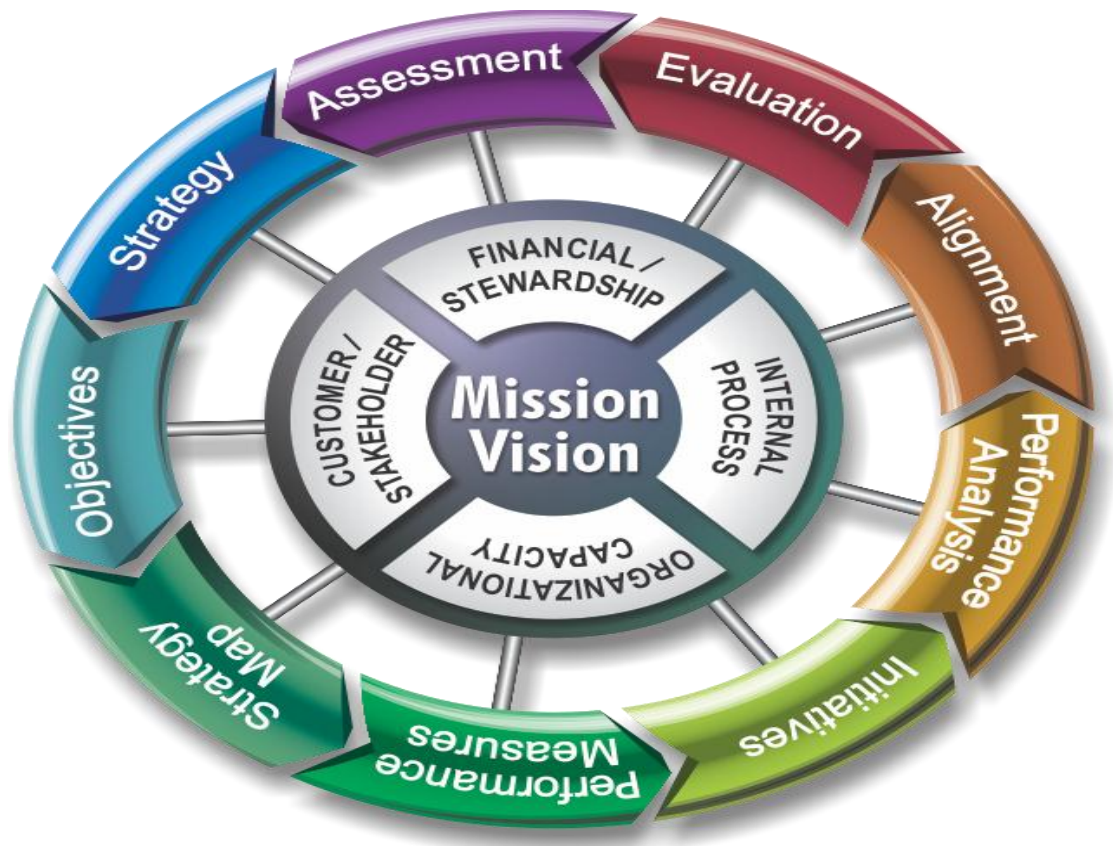 Assessment
Evaluation
Alignment
Performance
Analysis
Initiatives
Performance
Measures
Strategy
Map
Objectives
Strategy
FINANCIAL /
STEWARDSHIP
INTERNAL
PROCESS
ORGANIZATIONAL
CAPACITY
CUSTOMER /
STAKEHOLDER
Mission
Vision